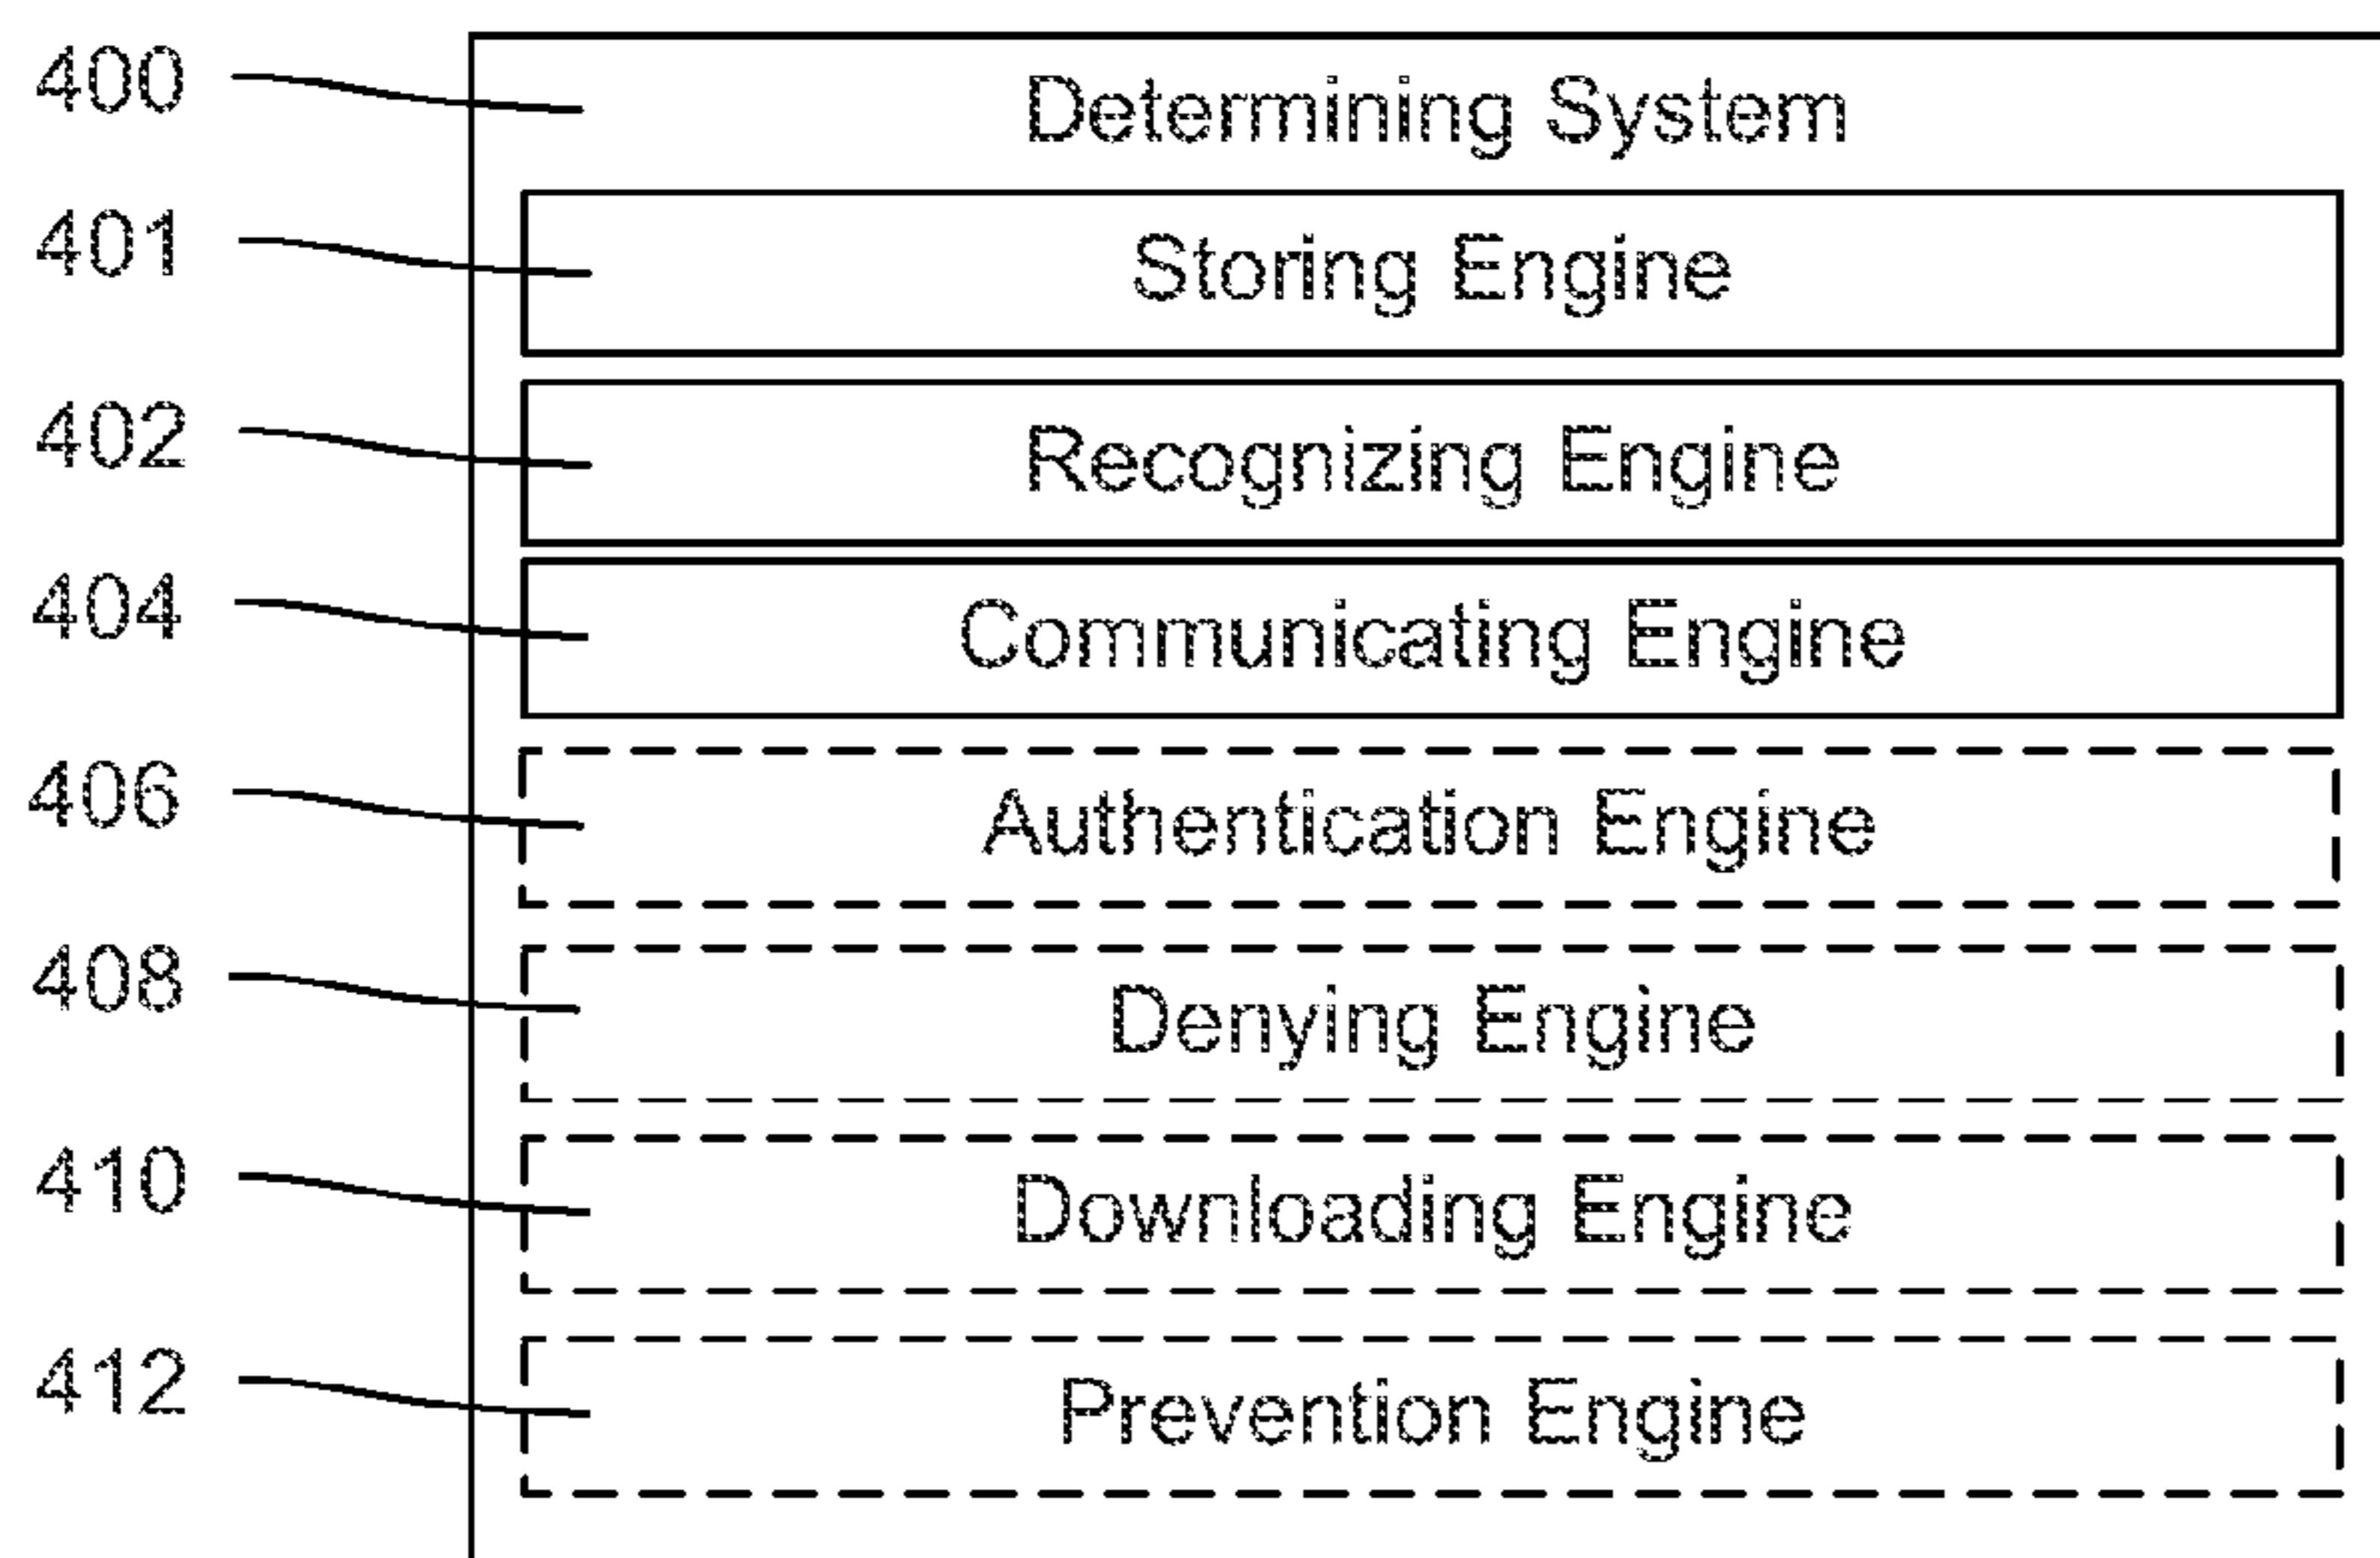 400 Determining System
401 Storing Engine
402 Recognizing Engine
404 Communicating Engine
406 Authentication Engine
408 Denying Engine
410 Downloading Engine
412 Prevention Engine